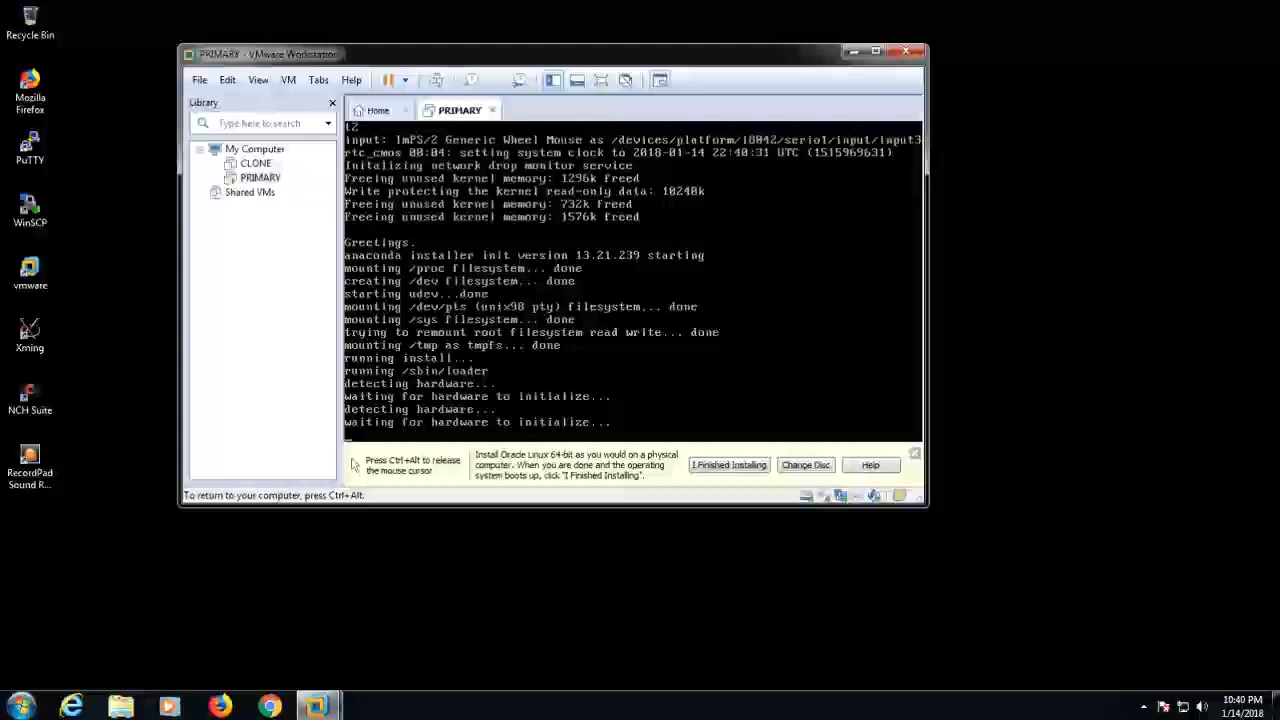 Recycle Bin
Mozilla
Firefox
PuTTY
WinSCP
vmware
Xming
NCH Suite
RecordPad
Sound R...
PRIMARY - VMware Workstation
File Edit View VM Tabs Help
Library
Type here to search
My Computer
CLONE
PRIMARY
Shared VMs
Home
PRIMARY
t2
input: ImPS/2 Generic Wheel Mouse as /devices/platform/i8042/serio1/input/input3
rtc_cmos 00:04: setting system clock to 2018-01-14 22:40:31 UTC (1515969631)
Initalizing network drop monitor service
Freeing unused kernel memory: 1296k freed
Write protecting the kernel read-only data: 10240k
Freeing unused kernel memory: 732k freed
Freeing unused kernel memory: 1576k freed
Greetings.
anaconda installer init version 13.21.239 starting
mounting /proc filesystem... done
creating /dev filesystem... done
starting udev...done
mounting /dev/pts (unix98 pty) filesystem... done
mounting /sys filesystem... done
trying to remount root filesystem read write... done
mounting /tmp as tmpfs... done
running install...
running /sbin/loader
detecting hardware...
waiting for hardware to initialize...
detecting hardware...
waiting for hardware to initialize...
Press Ctrl+Alt to release
the mouse cursor
Install Oracle Linux 64-bit as you would on a physical
computer. When you are done and the operating
system boots up, click "I Finished Installing".
I Finished Installing
Change Disc
Help
To return to your computer, press Ctrl+Alt.
10:40 PM
1/14/2018